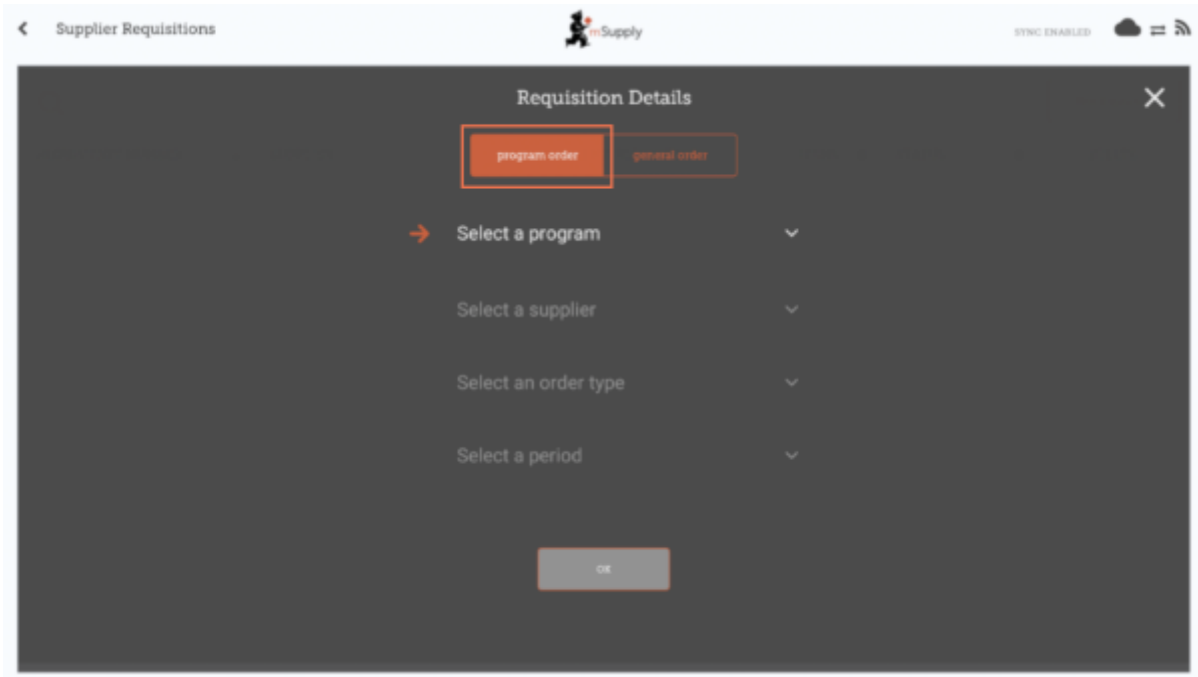 Supplier Requisitions
mSupply
SYNC ENABLED
Requisition Details
program order
general order
Select a program
Select a supplier
Select an order type
Select a period
OK